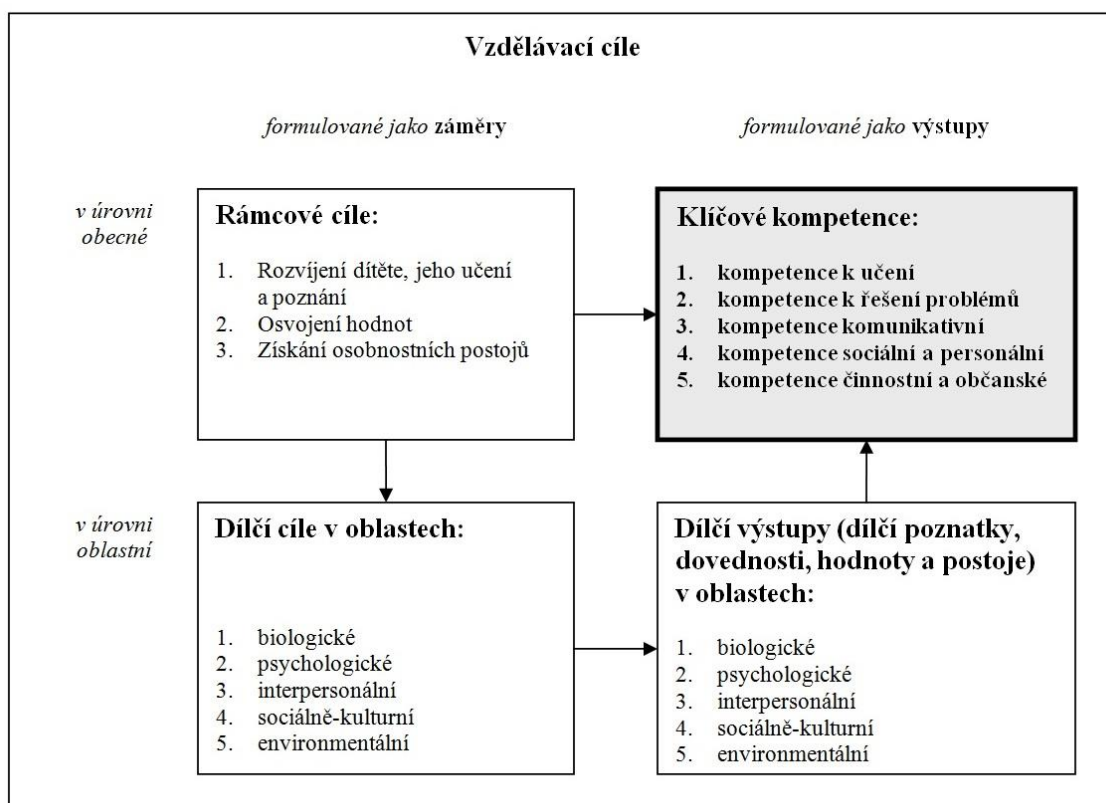 Vzdělávací cíle
formulované jako záměry
formulované jako výstupy
v úrovni
obecné
Rámcové cíle:
1. Rozvíjení dítěte, jeho učení
a poznání
2. Osvojení hodnot
3. Získání osobnostních postojů
Klíčové kompetence:
1. kompetence k učení
2. kompetence k řešení problémů
3. kompetence komunikativní
4. kompetence sociální a personální
5. kompetence činnostní a občanské
v úrovni
oblastní
Dílčí cíle v oblastech:
1. biologické
2. psychologické
3. interpersonální
4. sociálně-kulturní
5. environmentální
Dílčí výstupy (dílčí poznatky,
dovednosti, hodnoty a postoje)
v oblastech:
1. biologické
2. psychologické
3. interpersonální
4. sociálně-kulturní
5. environmentální